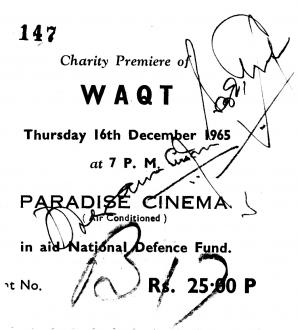 147
Charity Premiere of
WAQT
Thursday 16th December 1965
at 7 P. M.
PARADISE CINEMA
(Air Conditioned)
in aid National Defence Fund.
nt No. Rs. 25·00 P
B 17